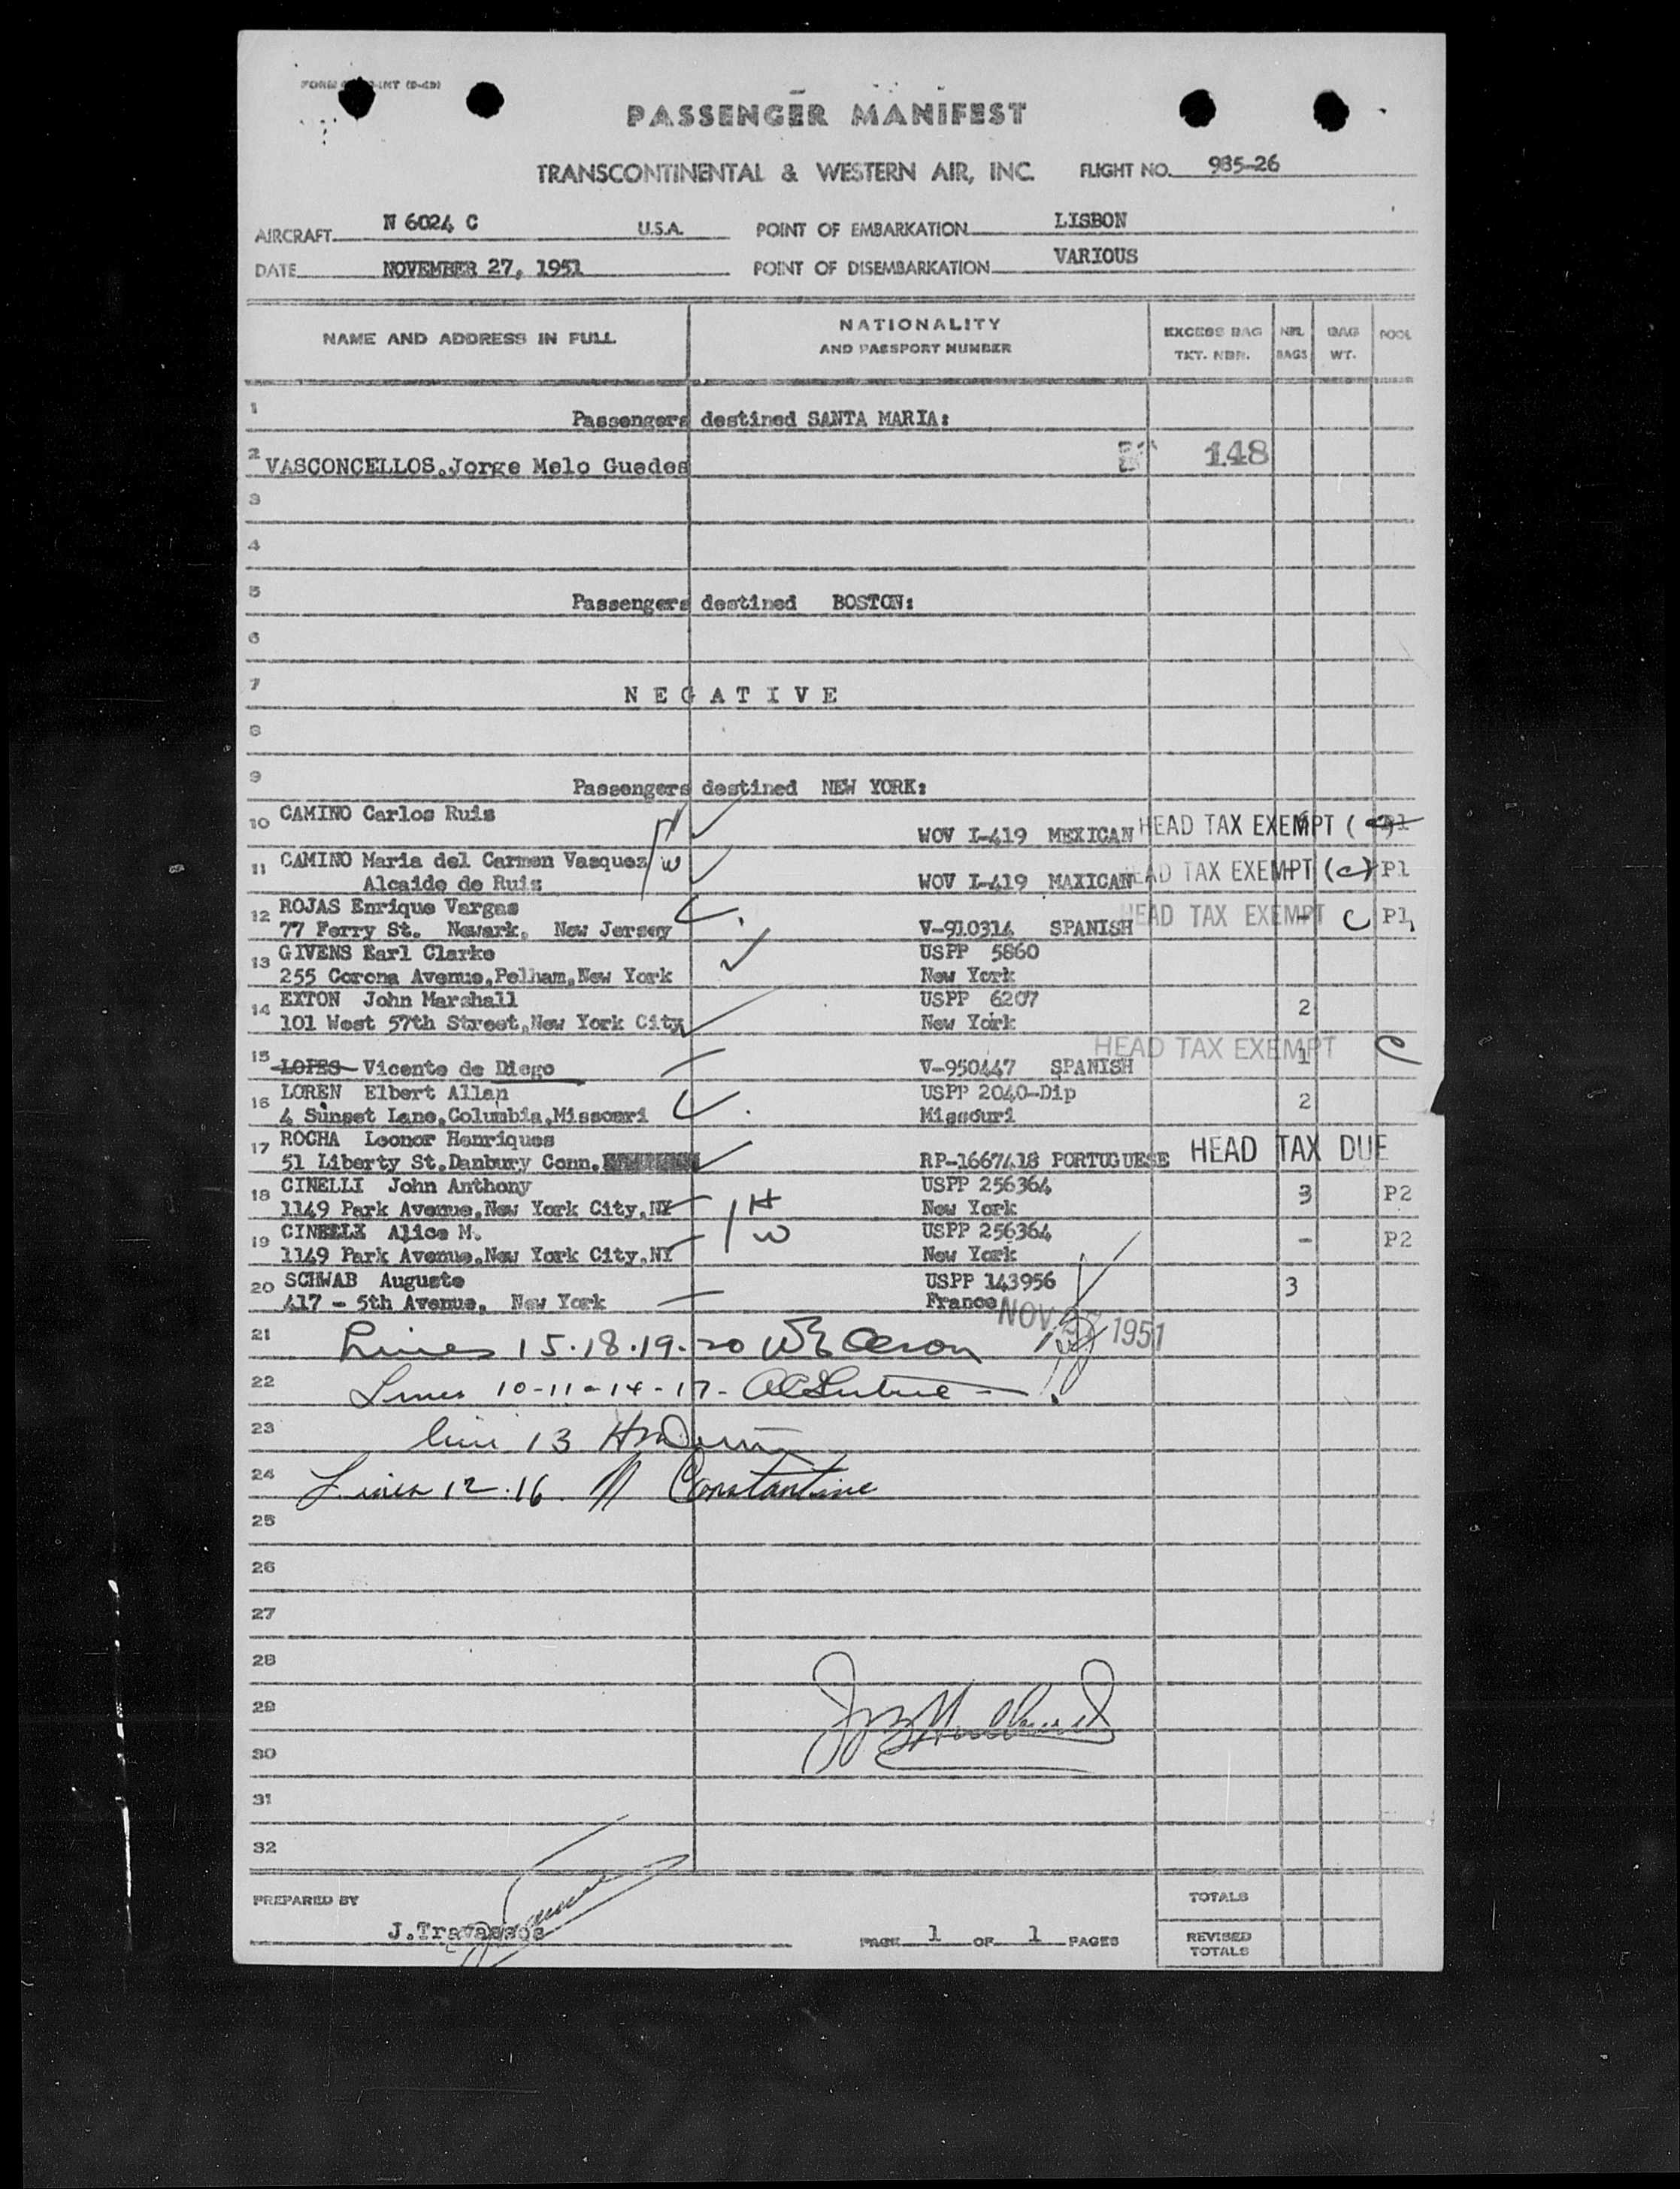 PASSENGER MANIFEST
TRANSCONTINENTAL & WESTERN AIR, INC. FLIGHT NO. 985-26
AIRCRAFT N 6024 C U.S.A. POINT OF EMBARKATION LISBON
DATE NOVEMBER 27, 1951 POINT OF DISEMBARKATION VARIOUS
NAME AND ADDRESS IN FULL NATIONALITY AND PASSPORT NUMBER EXCESS BAG TKT. NBR. NBR. BAGS BAG WT. POOL
1 Passengers destined SANTA MARIA:
2 VASCONCELLOS.Jorge Melo Guedes 148
3
4
5 Passengers destined BOSTON:
6
7 N E G A T I V E
8
9 Passengers destined NEW YORK:
10 CAMINO Carlos Ruis
WOV I-419 MEXICAN HEAD TAX EXEMPT
11 CAMINO Maria del Carmen Vasquez W
Alcaide de Ruis WOV I-419 MAXICAN HEAD TAX EXEMPT (C) P1
12 ROJAS Enrique Vargas
77 Ferry St. Newark, New Jersey V-910314 SPANISH HEAD TAX EXEMPT C P1
13 GIVENS Earl Clarke USPP 5860
255 Corona Avenue,Pelham,New York New York
14 EXTON John Marshall USPP 6207
101 West 57th Street,New York City New York 2
15 LOPES Vicente de Diego V-950447 SPANISH HEAD TAX EXEMPT 1 C
16 LOREN Elbert Allan USPP 2040-Dip
4 Sunset Lane,Columbia,Missouri Missouri 2
17 ROCHA Leonor Henriques
51 Liberty St.Danbury Conn. RP-1667418 PORTUGUESE HEAD TAX DUE
18 CINELLI John Anthony USPP 256364
1149 Park Avenue,New York City,NY H New York 3 P2
19 CINELLI Alice M. USPP 256364
1149 Park Avenue,New York City,NY W New York - P2
20 SCHWAB Auguste USPP 143956
417 - 5th Avenue, New York France 3
NOV 27 1951
21 Lines 15.18.19.20
22 Lines 10-11-14-17-
23 line 13
24 Lines 12.16. N Constantine
25
26
27
28
29
30
31
32
PREPARED BY J.Travassos
PAGE 1 OF 1 PAGES
TOTALS
REVISED TOTALS